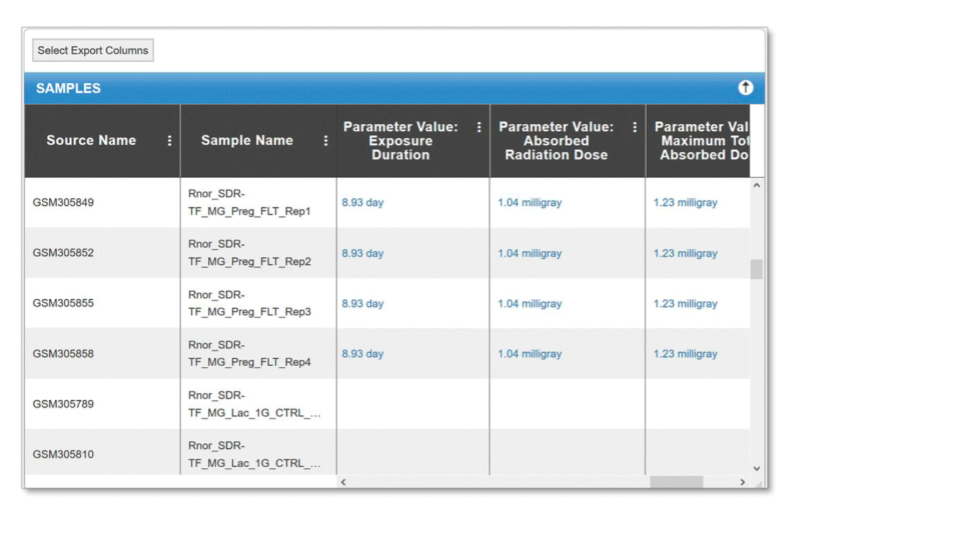 Select Export Columns
SAMPLES
Source Name
Sample Name
Parameter Value:
Exposure
Duration
Parameter Value:
Absorbed
Radiation Dose
Parameter Val
Maximum Tot
Absorbed Do
GSM305849
Rnor_SDR-
TF_MG_Preg_FLT_Rep1
8.93 day
1.04 milligray
1.23 milligray
GSM305852
Rnor_SDR-
TF_MG_Preg_FLT_Rep2
8.93 day
1.04 milligray
1.23 milligray
GSM305855
Rnor_SDR-
TF_MG_Preg_FLT_Rep3
8.93 day
1.04 milligray
1.23 milligray
GSM305858
Rnor_SDR-
TF_MG_Preg_FLT_Rep4
8.93 day
1.04 milligray
1.23 milligray
GSM305789
Rnor_SDR-
TF_MG_Lac_1G_CTRL_...
GSM305810
Rnor_SDR-
TF_MG_Lac_1G_CTRL_...